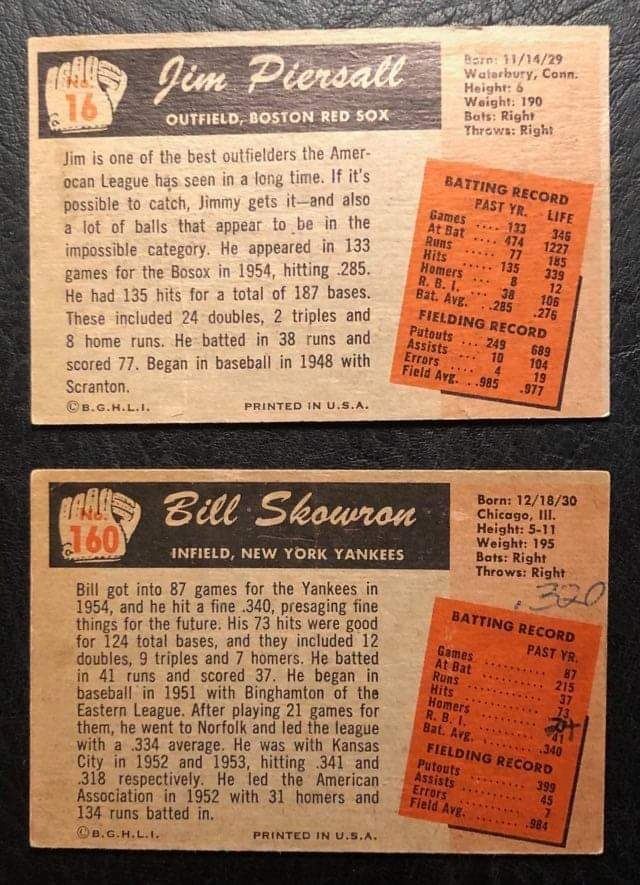 No. 16
Jim Piersall
OUTFIELD, BOSTON RED SOX
Born: 11/14/29
Waterbury, Conn.
Height: 6
Weight: 190
Bats: Right
Throws: Right
Jim is one of the best outfielders the Amer-
ocan League has seen in a long time. If it's
possible to catch, Jimmy gets it—and also
a lot of balls that appear to be in the
impossible category. He appeared in 133
games for the Bosox in 1954, hitting .285.
He had 135 hits for a total of 187 bases.
These included 24 doubles, 2 triples and
8 home runs. He batted in 38 runs and
scored 77. Began in baseball in 1948 with
Scranton.
BATTING RECORD
PAST YR. LIFE
Games .... 133 346
At Bat .... 474 1227
Runs .... 77 185
Hits .... 135 339
Homers .... 8 12
R. B. I. ... 38 106
Bat. Avg. ..285 .276
FIELDING RECORD
Putouts ... 249 689
Assists ... 10 104
Errors .... 4 19
Field Avg. ..985 .977
© B.G.H.L.I. PRINTED IN U.S.A.
No. 160
Bill Skowron
INFIELD, NEW YORK YANKEES
Born: 12/18/30
Chicago, Ill.
Height: 5-11
Weight: 195
Bats: Right
Throws: Right
.320
Bill got into 87 games for the Yankees in
1954, and he hit a fine .340, presaging fine
things for the future. His 73 hits were good
for 124 total bases, and they included 12
doubles, 9 triples and 7 homers. He batted
in 41 runs and scored 37. He began in
baseball in 1951 with Binghamton of the
Eastern League. After playing 21 games for
them, he went to Norfolk and led the league
with a .334 average. He was with Kansas
City in 1952 and 1953, hitting .341 and
.318 respectively. He led the American
Association in 1952 with 31 homers and
134 runs batted in.
BATTING RECORD
PAST YR.
Games 87
At Bat 215
Runs 37
Hits 73
Homers
R. B. I. 41
Bat. Avg. .340
FIELDING RECORD
Putouts 399
Assists 45
Errors 7
Field Avg. .984
© B.G.H.L.I. PRINTED IN U.S.A.